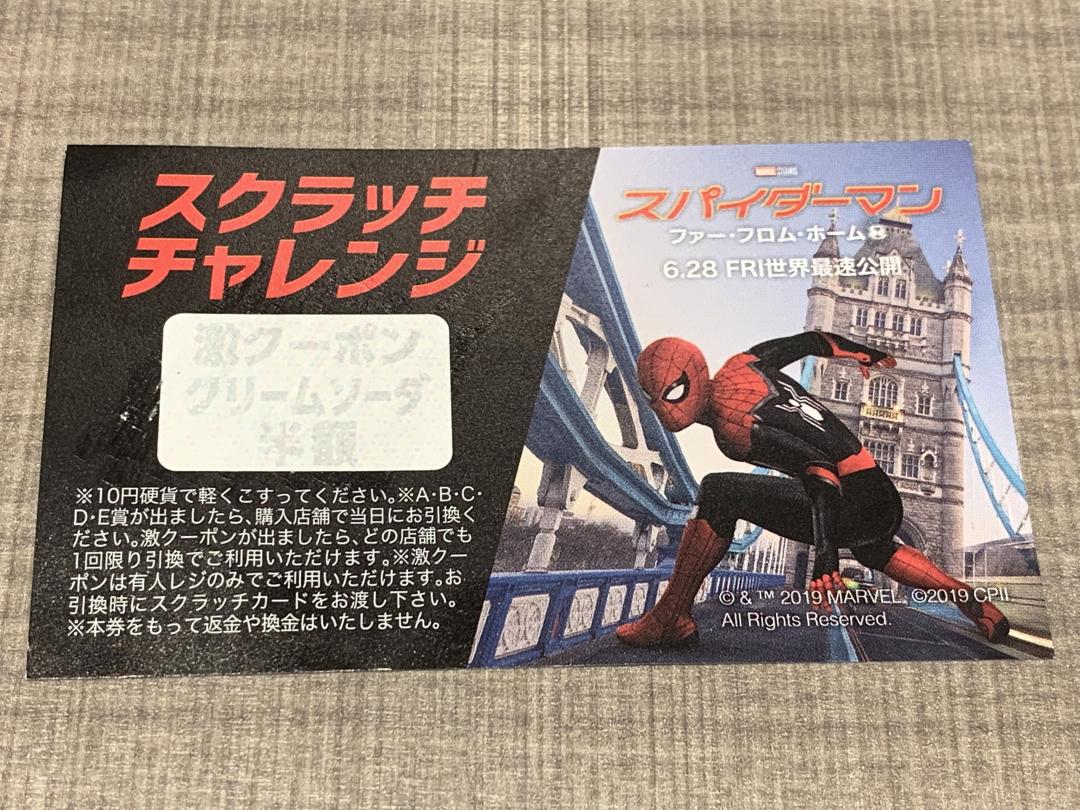 スクラッチ
チャレンジ
激クーポン
クリームソーダ
半額
※10円硬貨で軽くこすってください。※A・B・C・
D・E賞が出ましたら、購入店舗で当日にお引換く
ださい。激クーポンが出ましたら、どの店舗でも
1回限り引換でご利用いただけます。※激クー
ポンは有人レジのみでご利用いただけます。お
引換時にスクラッチカードをお渡し下さい。
※本券をもって返金や換金はいたしません。
MARVEL STUDIOS
スパイダーマン
ファー・フロム・ホーム
6.28 FRI世界最速公開
© & ™ 2019 MARVEL. ©2019 CPII.
All Rights Reserved.